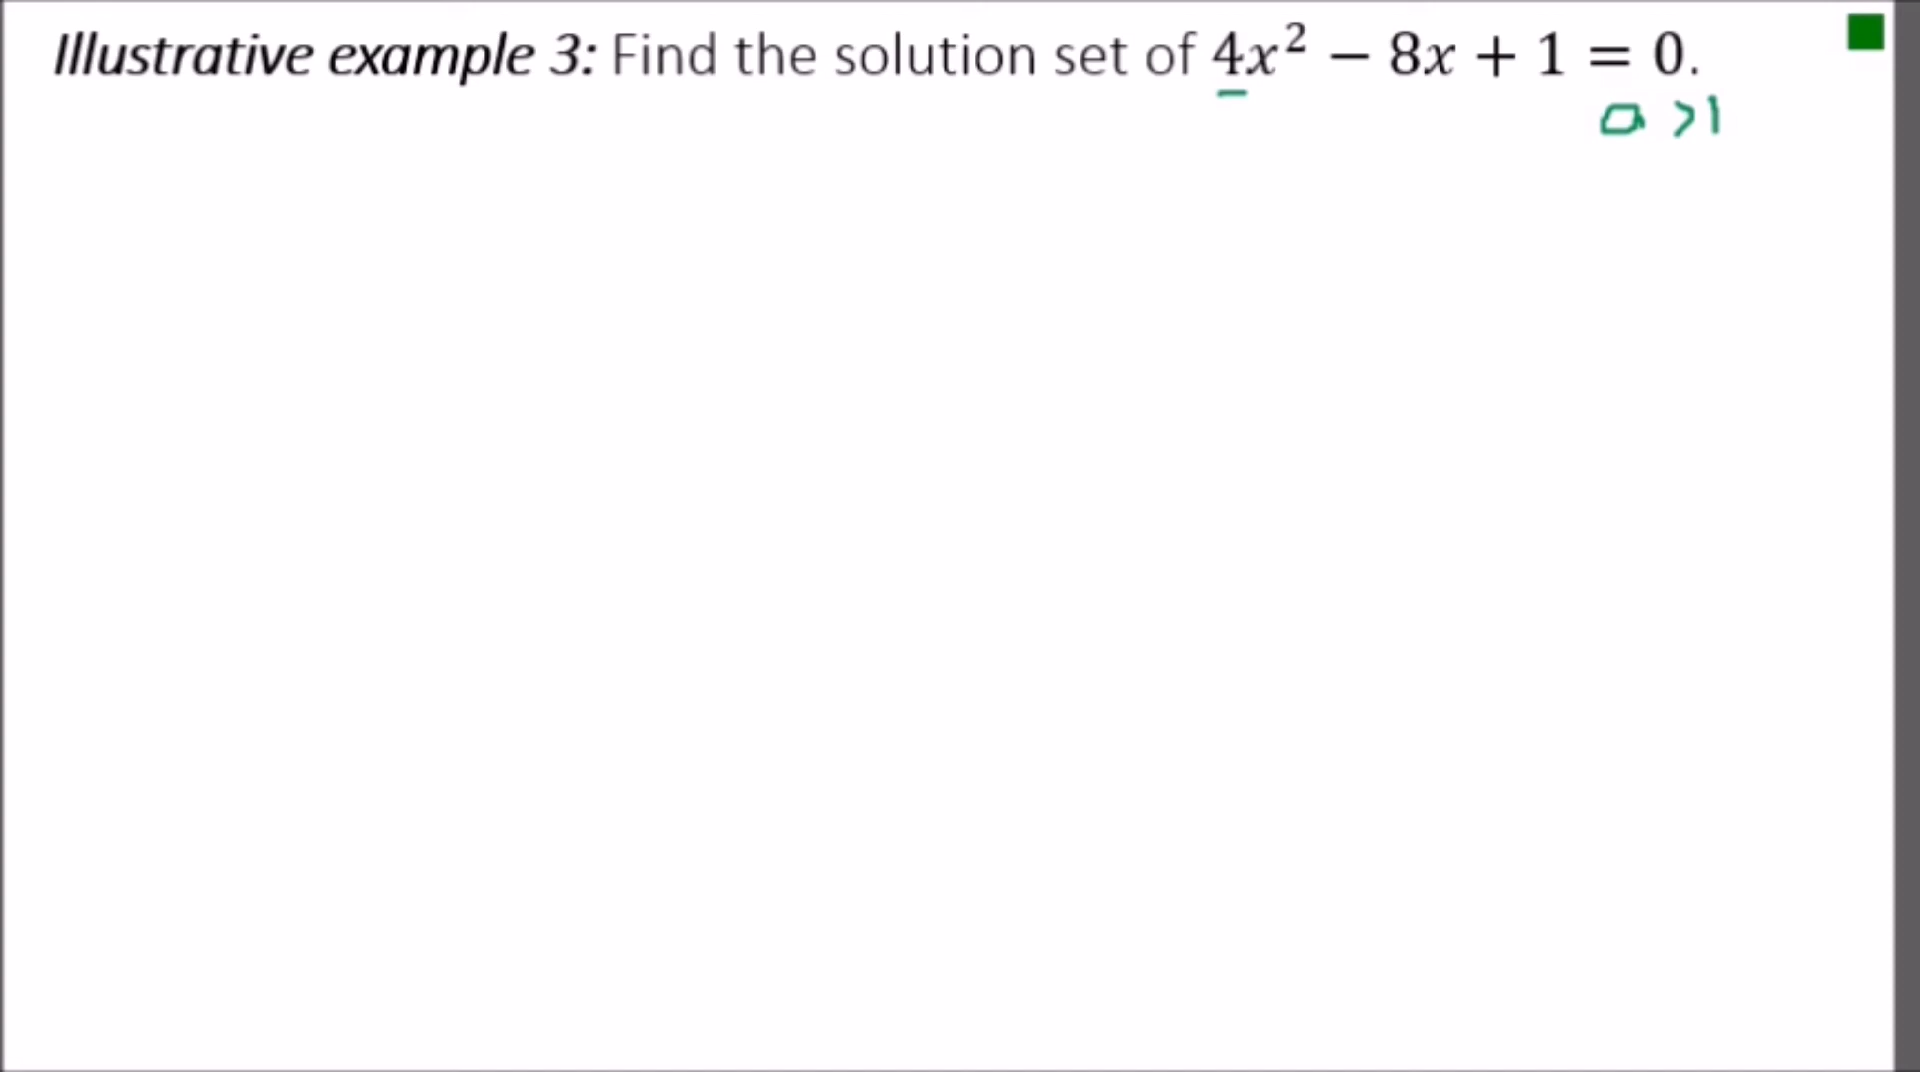 Illustrative example 3: Find the solution set of 4x² − 8x + 1 = 0.
a >1